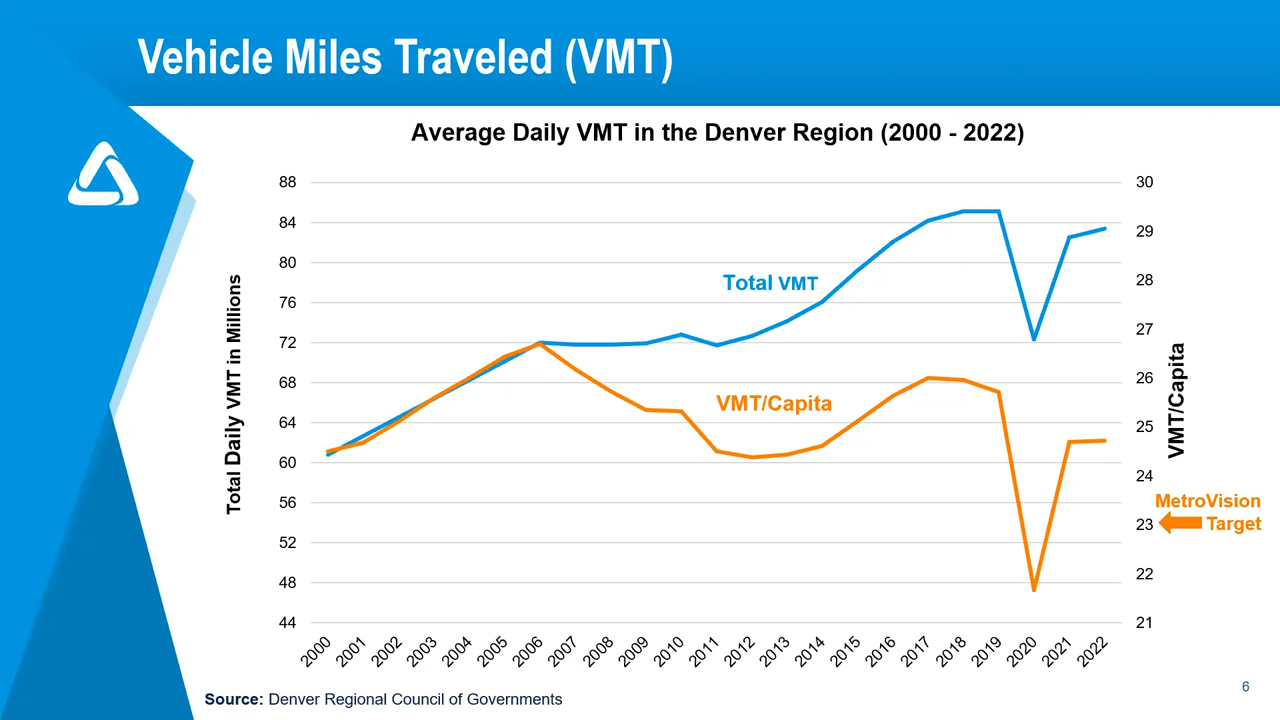 Vehicle Miles Traveled (VMT)
Average Daily VMT in the Denver Region (2000 - 2022)
Total Daily VMT in Millions
88
84
80
76
72
68
64
60
56
52
48
44
Total VMT
VMT/Capita
30
29
28
27
26
25
24
23
22
21
VMT/Capita
MetroVision
Target
2000 2001 2002 2003 2004 2005 2006 2007 2008 2009 2010 2011 2012 2013 2014 2015 2016 2017 2018 2019 2020 2021 2022
Source: Denver Regional Council of Governments
6